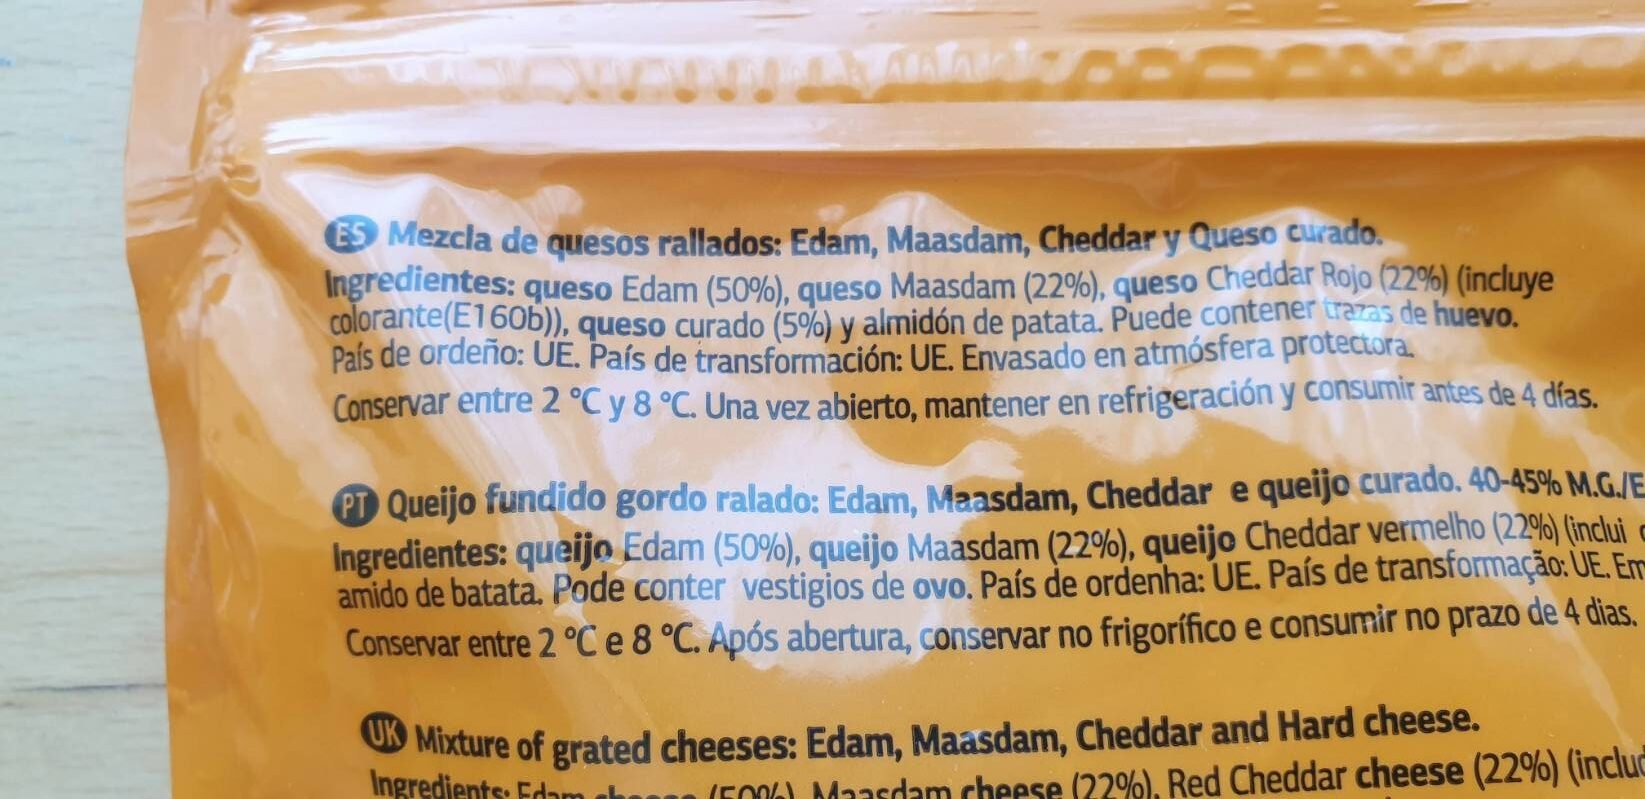 ES Mezcla de quesos rallados: Edam, Maasdam, Cheddar y Queso curado.
Ingredientes: queso Edam (50%), queso Maasdam (22%), queso Cheddar Rojo (22%) (incluye
colorante(E160b)), queso curado (5%) y almidón de patata. Puede contener trazas de huevo.
País de ordeño: UE. País de transformación: UE. Envasado en atmósfera protectora.
Conservar entre 2 °C y 8 °C. Una vez abierto, mantener en refrigeración y consumir antes de 4 días.
PT Queijo fundido gordo ralado: Edam, Maasdam, Cheddar e queijo curado. 40-45% M.G./E
Ingredientes: queijo Edam (50%), queijo Maasdam (22%), queijo Cheddar vermelho (22%) (inclui
amido de batata. Pode conter vestigios de ovo. País de ordenha: UE. País de transformação: UE. Em
Conservar entre 2 °C e 8 °C. Após abertura, conservar no frigorífico e consumir no prazo de 4 dias.
UK Mixture of grated cheeses: Edam, Maasdam, Cheddar and Hard cheese.
Ingredients: Edam cheese (50%), Maasdam cheese (22%), Red Cheddar cheese (22%) (includ